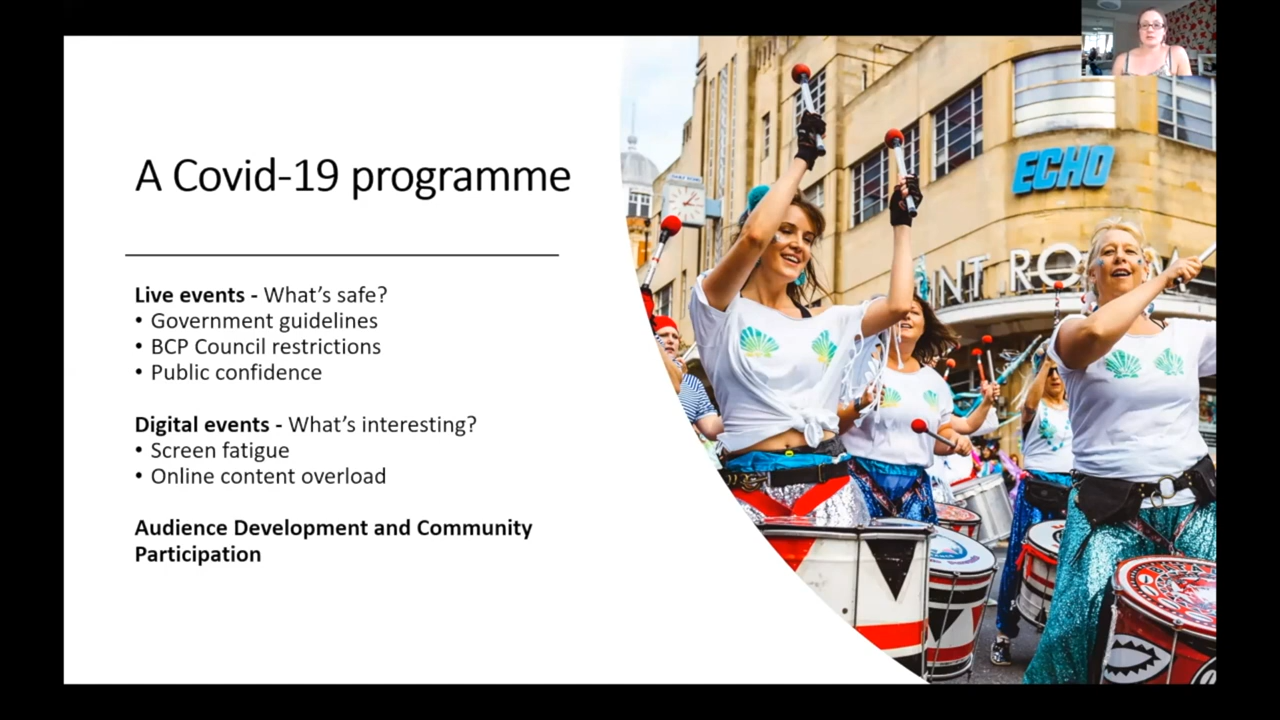 A Covid-19 programme
Live events - What's safe?
• Government guidelines
• BCP Council restrictions
• Public confidence
Digital events - What's interesting?
• Screen fatigue
• Online content overload
Audience Development and Community
Participation
ECHO